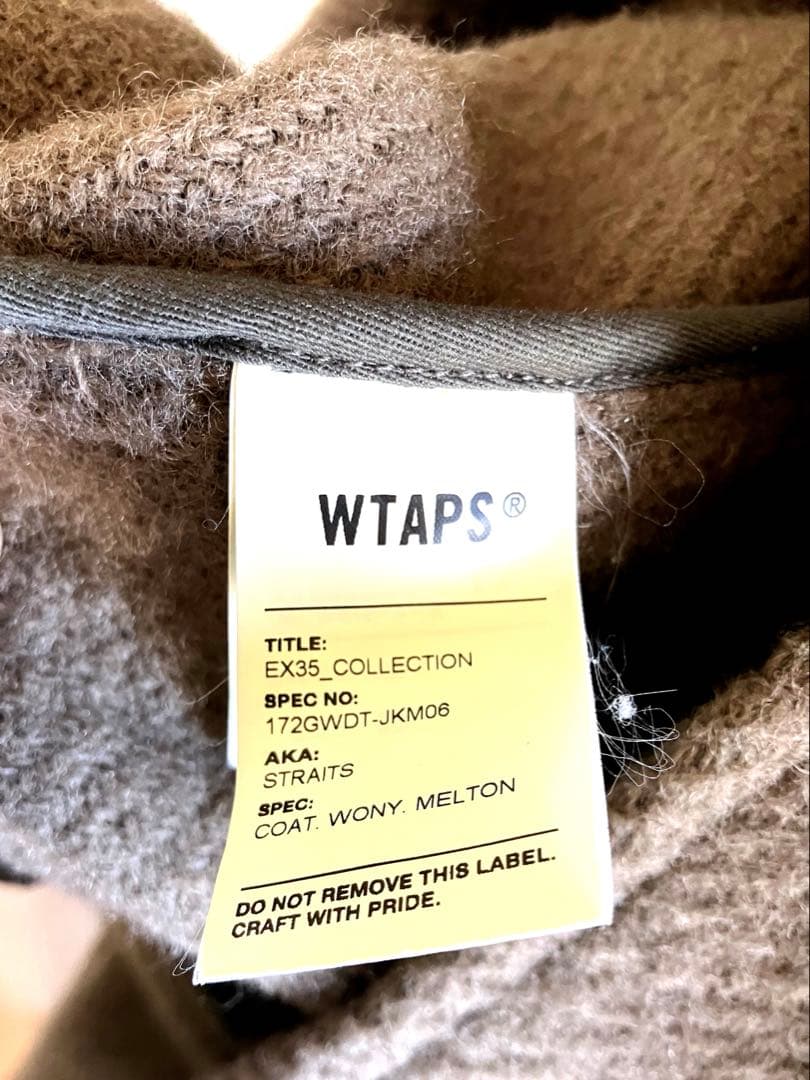 WTAPS®
TITLE:
EX35_COLLECTION
SPEC NO:
172GWDT-JKM06
AKA:
STRAITS
SPEC:
COAT. WONY. MELTON
DO NOT REMOVE THIS LABEL.
CRAFT WITH PRIDE.